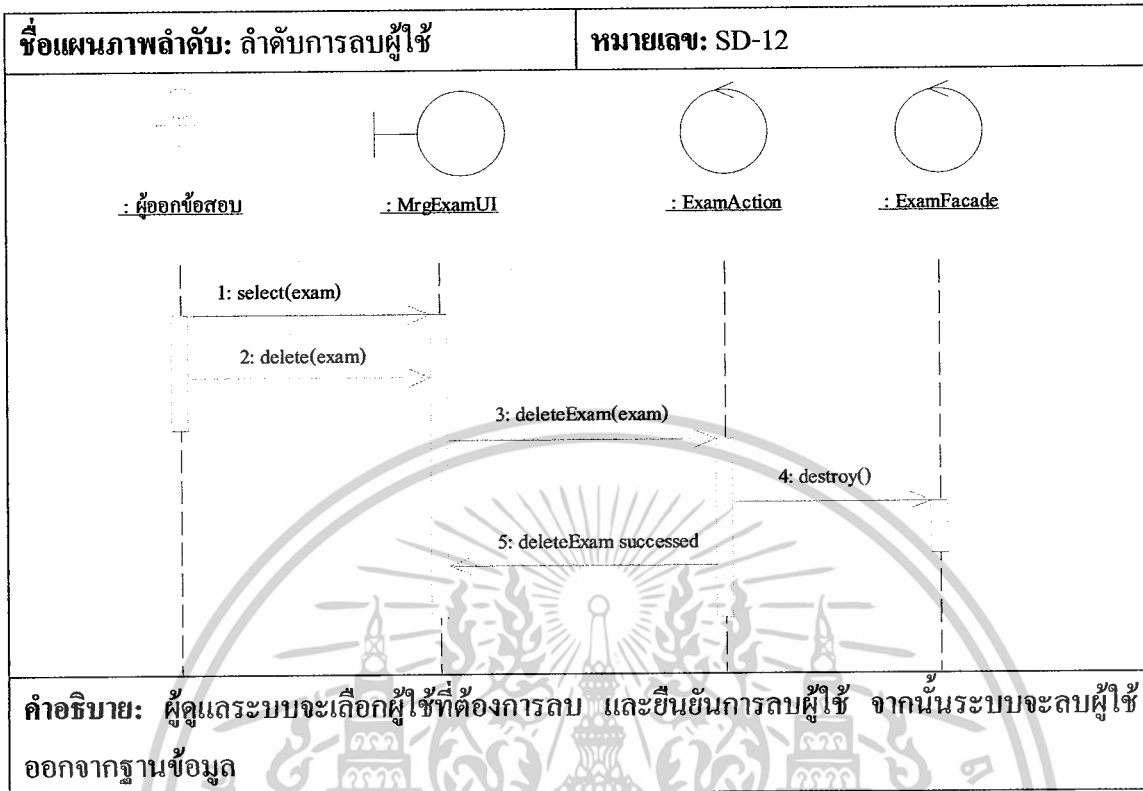 ชื่อแผนภาพลำดับ: ลำดับการลบผู้ใช้
หมายเลข: SD-12
: ผู้ออกข้อสอบ
: MrgExamUI
: ExamAction
: ExamFacade
1: select(exam)
2: delete(exam)
3: deleteExam(exam)
4: destroy()
5: deleteExam successed
คำอธิบาย: ผู้ดูแลระบบจะเลือกผู้ใช้ที่ต้องการลบ และยืนยันการลบผู้ใช้ จากนั้นระบบจะลบผู้ใช้
ออกจากฐานข้อมูล